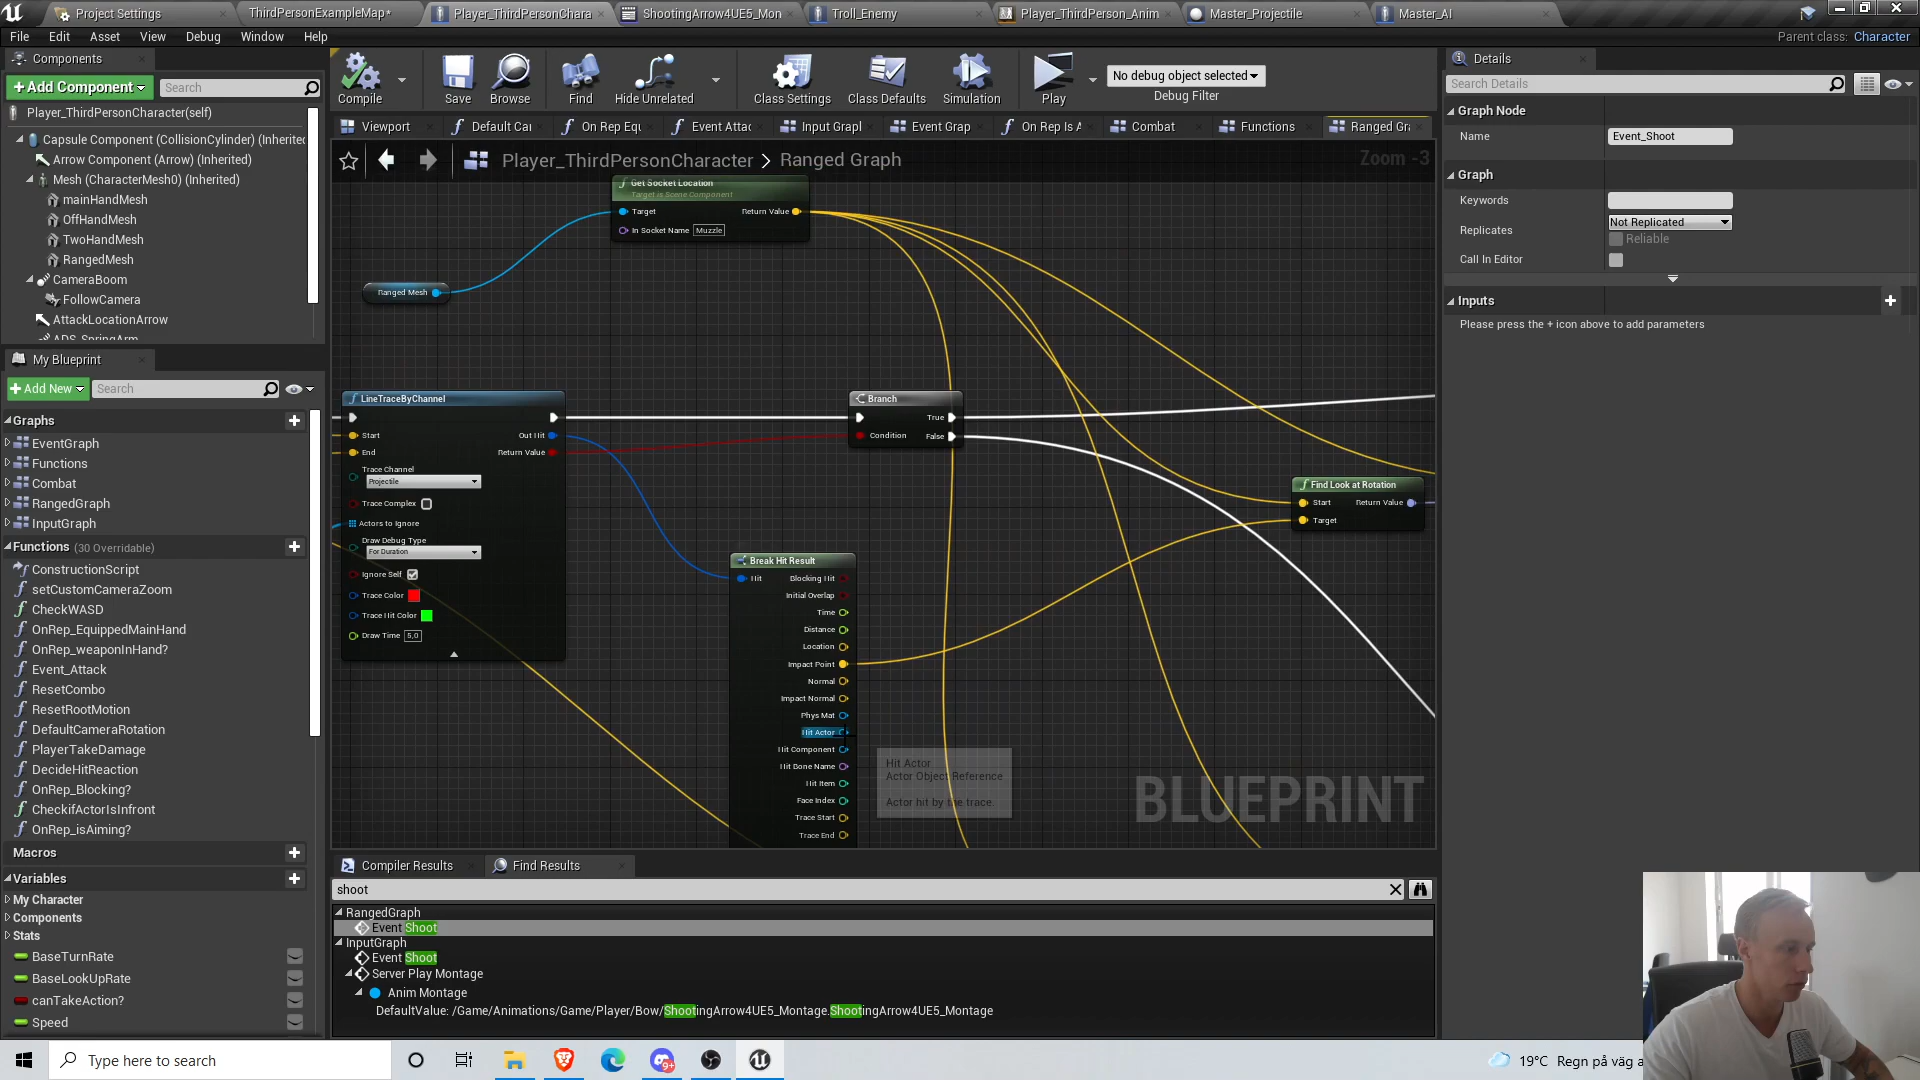 Project Settings
ThirdPersonExampleMap*
Player_ThirdPersonChara
ShootingArrow4UE5_Mon
Troll_Enemy
Player_ThirdPerson_Anim
Master_Projectile
Master_AI
File Edit Asset View Debug Window Help
Parent class: Character
Components
+Add Component
Search
Player_ThirdPersonCharacter(self)
Capsule Component (CollisionCylinder) (Inherited
Arrow Component (Arrow) (Inherited)
Mesh (CharacterMesh0) (Inherited)
mainHandMesh
OffHandMesh
TwoHandMesh
RangedMesh
CameraBoom
FollowCamera
AttackLocationArrow
ADS_SpringArm
My Blueprint
+Add New
Search
Graphs
EventGraph
Functions
Combat
RangedGraph
InputGraph
Functions (30 Overridable)
ConstructionScript
setCustomCameraZoom
CheckWASD
OnRep_EquippedMainHand
OnRep_weaponInHand?
Event_Attack
ResetCombo
ResetRootMotion
DefaultCameraRotation
PlayerTakeDamage
DecideHitReaction
OnRep_Blocking?
CheckifActorIsInfront
OnRep_isAiming?
Macros
Variables
My Character
Components
Stats
BaseTurnRate
BaseLookUpRate
canTakeAction?
Speed
Compile Save Browse Find Hide Unrelated Class Settings Class Defaults Simulation Play
No debug object selected
Debug Filter
Viewport Default Cai On Rep Equ Event Attac Input Grapl Event Grap On Rep Is A Combat Functions Ranged Gr
Player_ThirdPersonCharacter > Ranged Graph
Zoom -3
Get Socket Location
Target is Scene Component
Target Return Value
In Socket Name Muzzle
Ranged Mesh
LineTraceByChannel
Start Out Hit
End Return Value
Trace Channel
Projectile
Trace Complex
Actors to Ignore
Draw Debug Type
For Duration
Ignore Self
Trace Color
Trace Hit Color
Draw Time 5,0
Branch
True
Condition False
Find Look at Rotation
Start Return Value
Target
Break Hit Result
Hit Blocking Hit
Initial Overlap
Time
Distance
Location
Impact Point
Normal
Impact Normal
Phys Mat
Hit Actor
Hit Component
Hit Bone Name
Hit Item
Face Index
Trace Start
Trace End
Hit Actor
Actor Object Reference
Actor hit by the trace.
BLUEPRINT
Compiler Results
Find Results
shoot
RangedGraph
Event Shoot
InputGraph
Event Shoot
Server Play Montage
Anim Montage
DefaultValue: /Game/Animations/Game/Player/Bow/ShootingArrow4UE5_Montage.ShootingArrow4UE5_Montage
Details
Search Details
Graph Node
Name Event_Shoot
Graph
Keywords
Replicates Not Replicated
Reliable
Call In Editor
Inputs
Please press the + icon above to add parameters
Type here to search
9+
19°C Regn på väg a